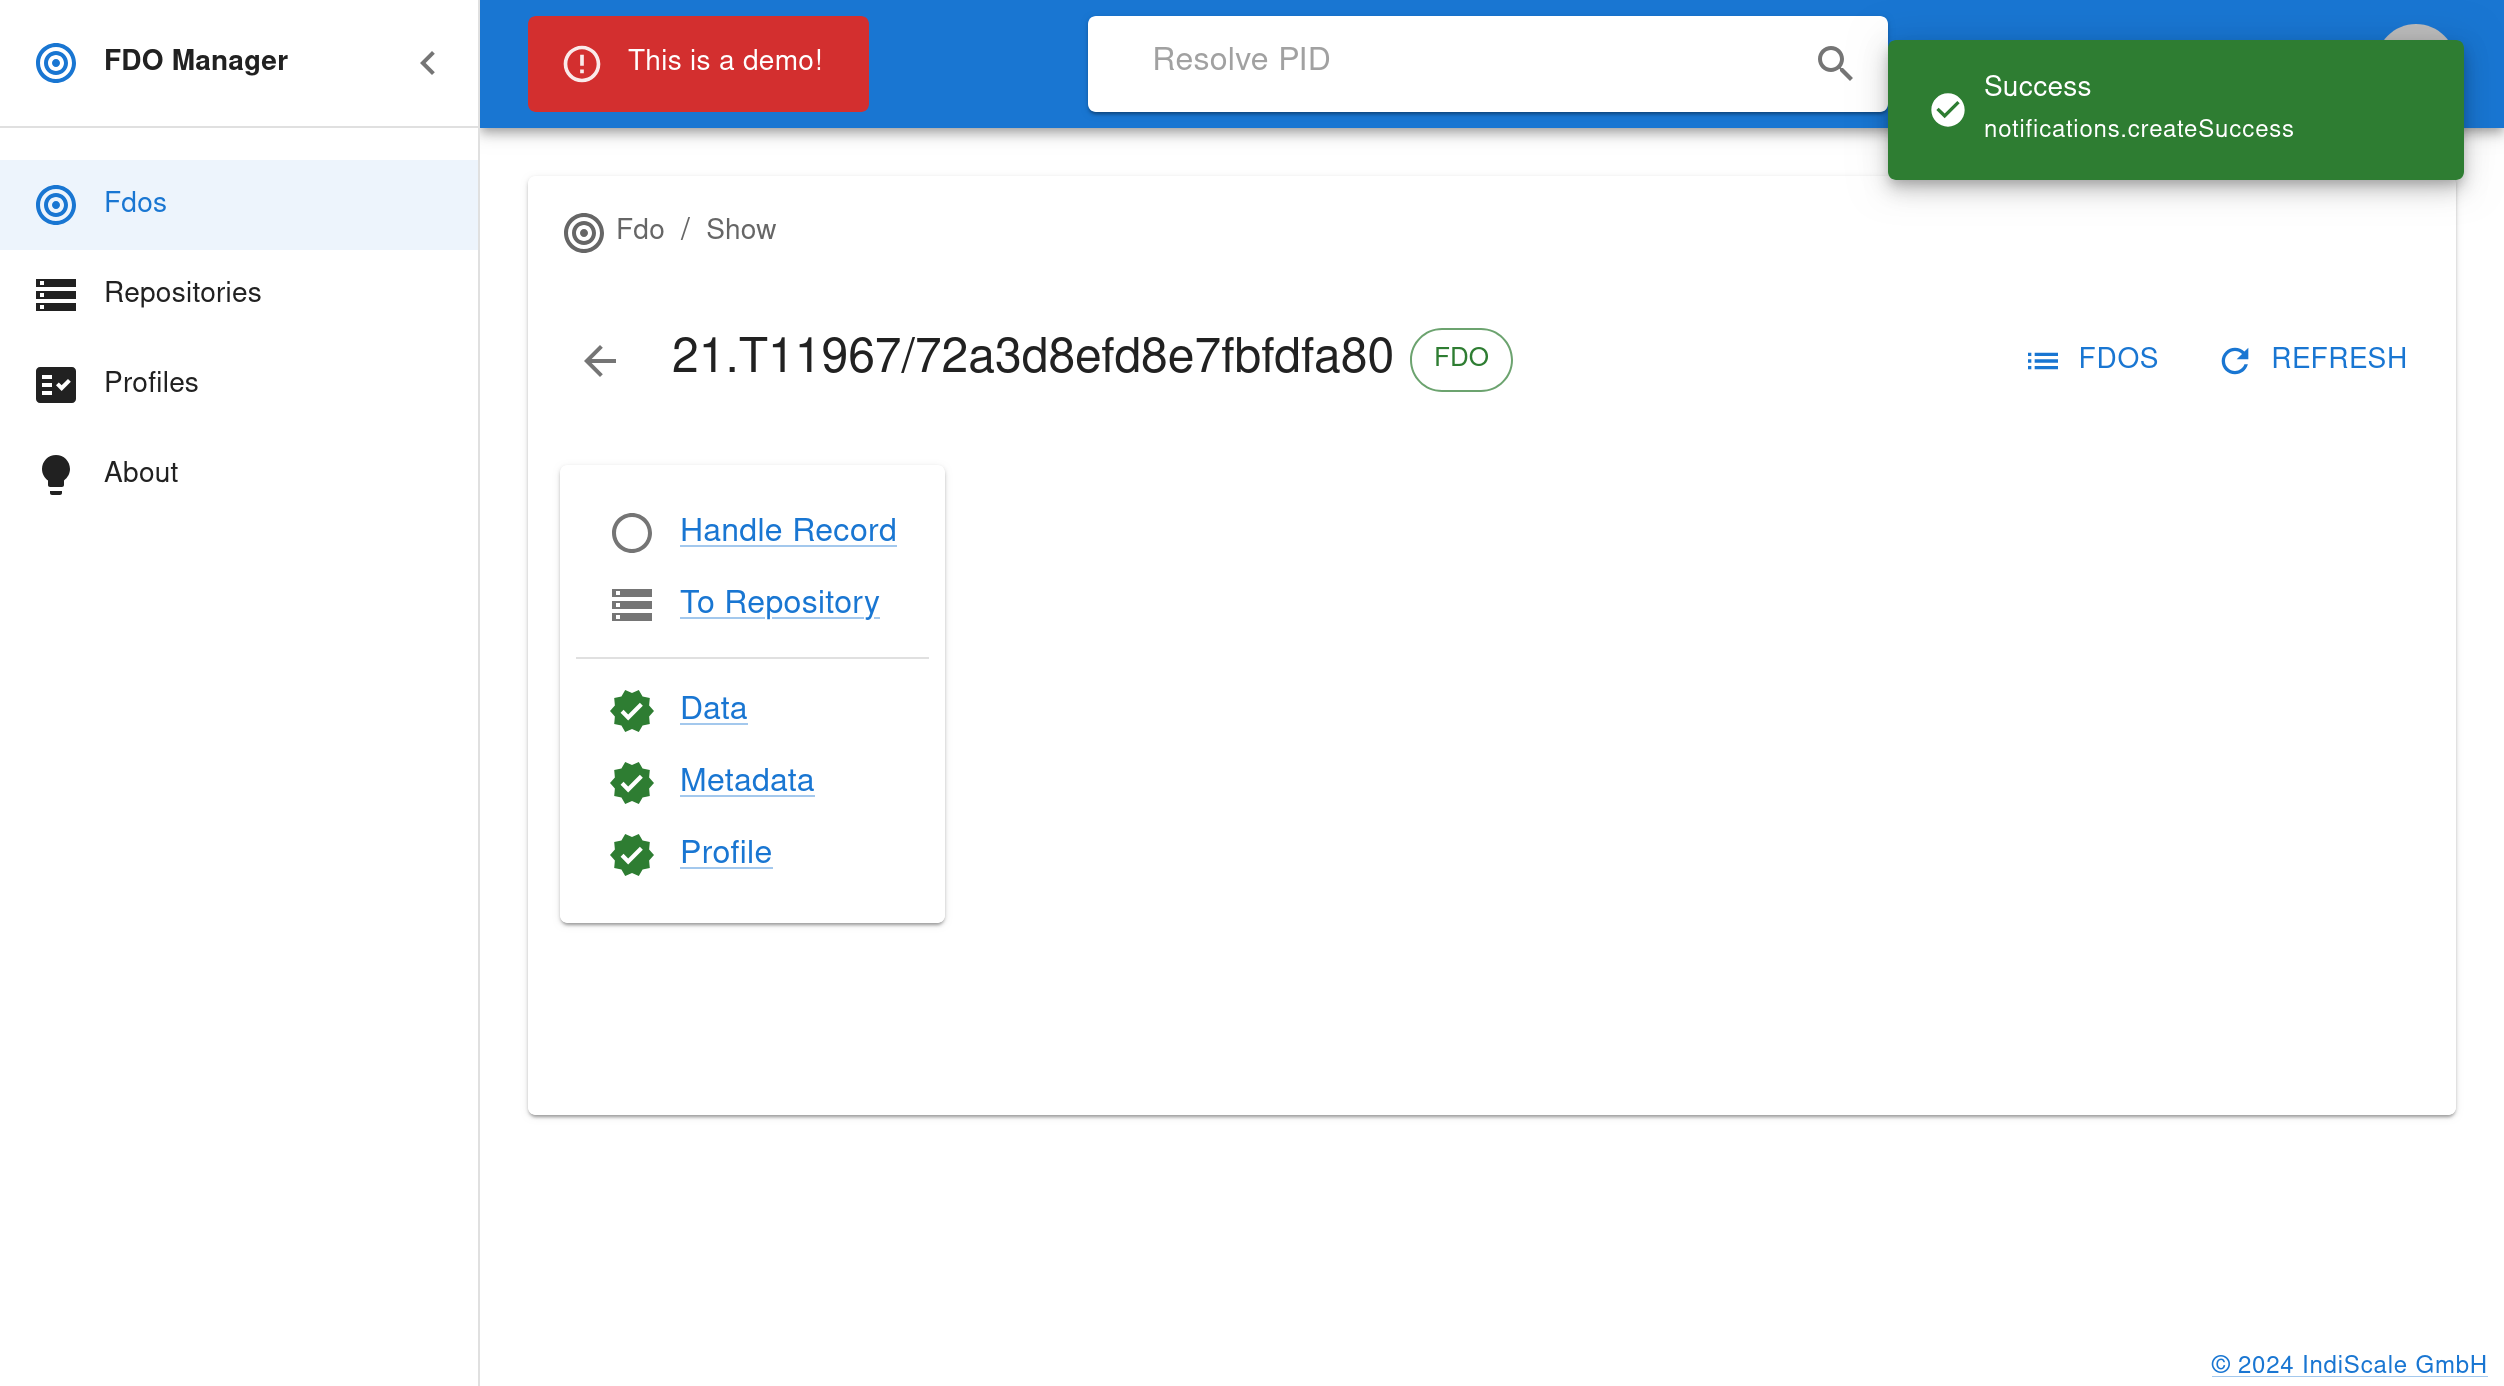 FDO Manager
This is a demo!
Resolve PID
Success
notifications.createSuccess
Fdos
Repositories
Profiles
About
Fdo / Show
21.T11967/72a3d8efd8e7fbfdfa80 FDO
FDOS
REFRESH
Handle Record
To Repository
Data
Metadata
Profile
© 2024 IndiScale GmbH